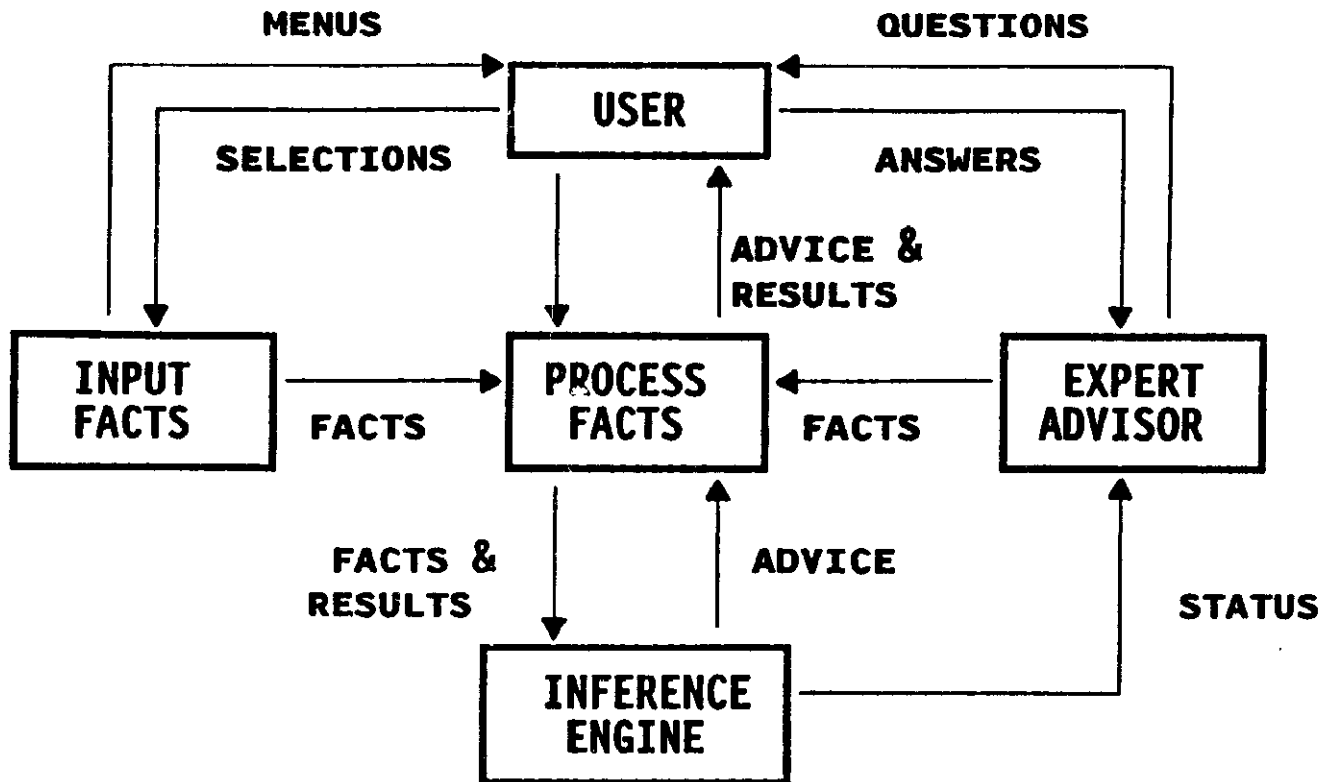 MENUS
QUESTIONS
USER
SELECTIONS
ANSWERS
ADVICE &
RESULTS
INPUT
FACTS
PROCESS
FACTS
EXPERT
ADVISOR
FACTS
FACTS
FACTS &
RESULTS
ADVICE
STATUS
INFERENCE
ENGINE